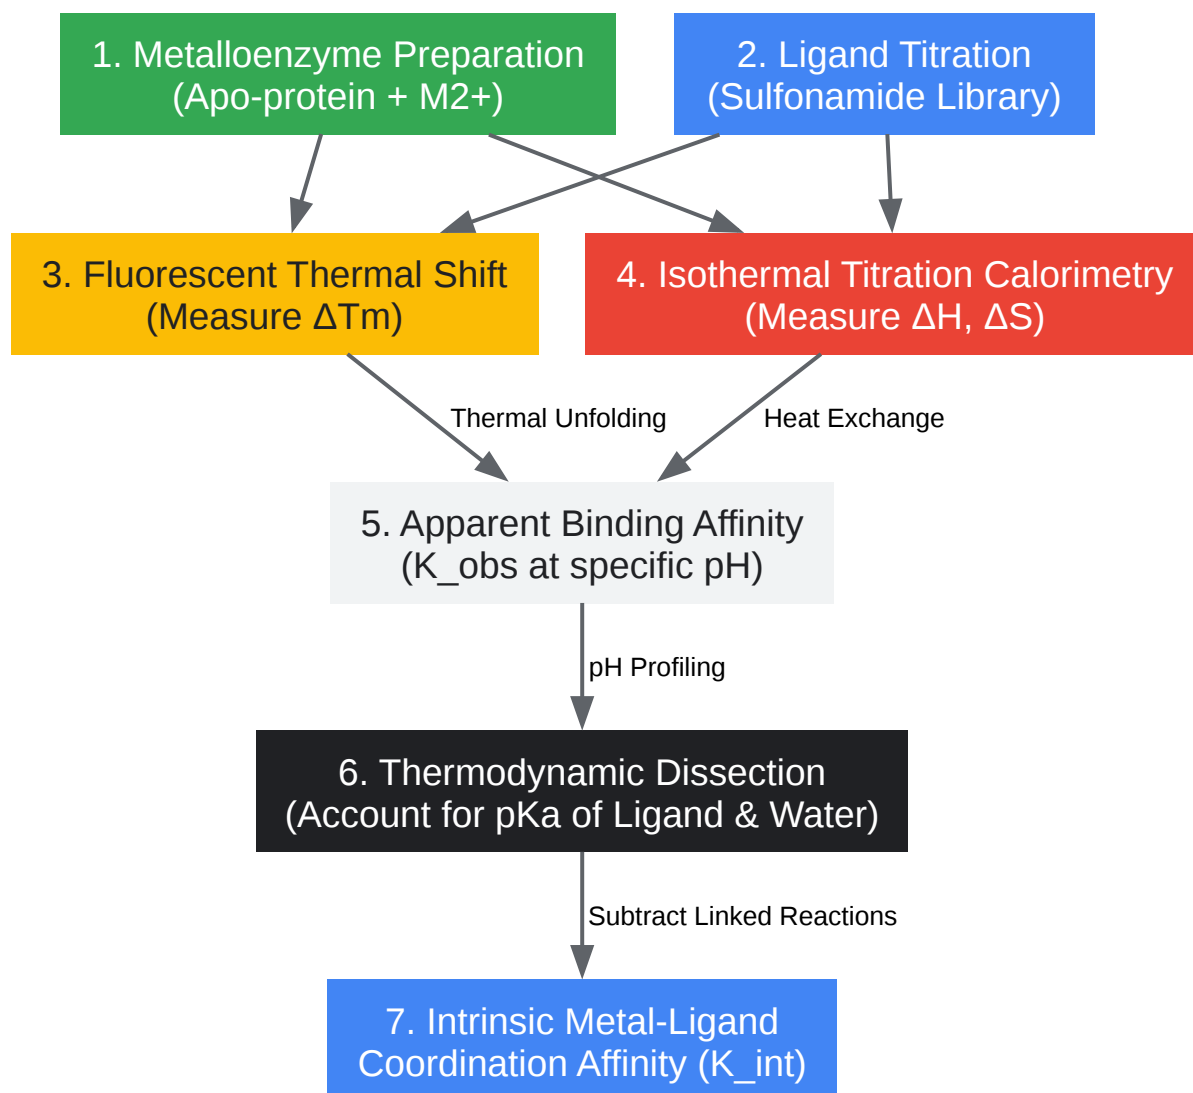 1. Metalloenzyme Preparation
(Apo-protein + M2+)
2. Ligand Titration
(Sulfonamide Library)
3. Fluorescent Thermal Shift
(Measure ΔTm)
4. Isothermal Titration Calorimetry
(Measure ΔH, ΔS)
Thermal Unfolding
Heat Exchange
5. Apparent Binding Affinity
(K_obs at specific pH)
pH Profiling
6. Thermodynamic Dissection
(Account for pKa of Ligand & Water)
Subtract Linked Reactions
7. Intrinsic Metal-Ligand
Coordination Affinity (K_int)